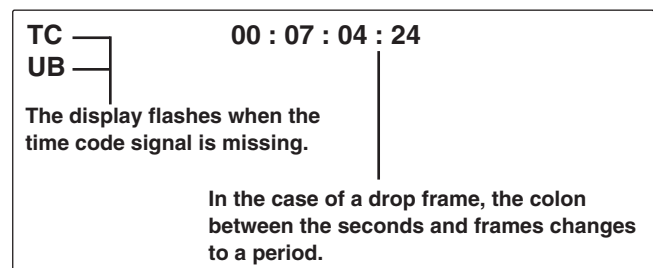 TC 00 : 07 : 04 : 24
UB
The display flashes when the
time code signal is missing.
In the case of a drop frame, the colon
between the seconds and frames changes
to a period.